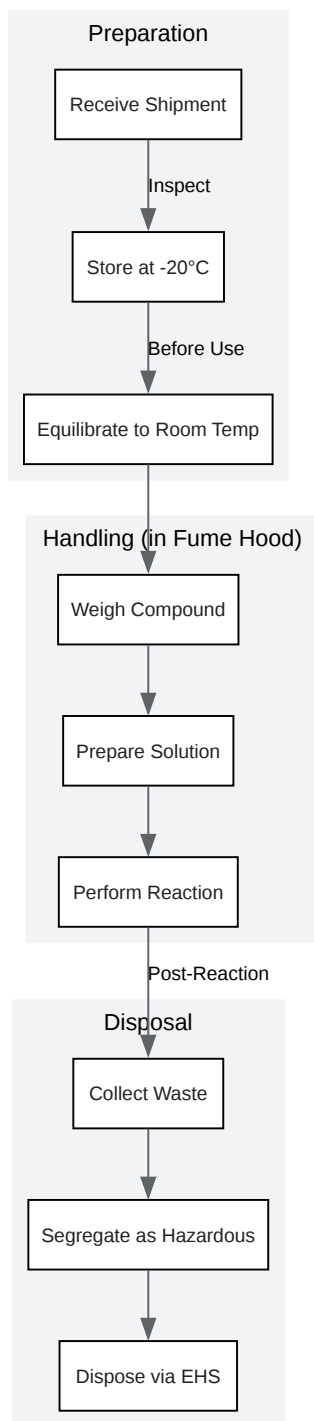 Preparation
Receive Shipment
Inspect
Store at -20°C
Before Use
Equilibrate to Room Temp
Handling (in Fume Hood)
Weigh Compound
Prepare Solution
Perform Reaction
Post-Reaction
Disposal
Collect Waste
Segregate as Hazardous
Dispose via EHS